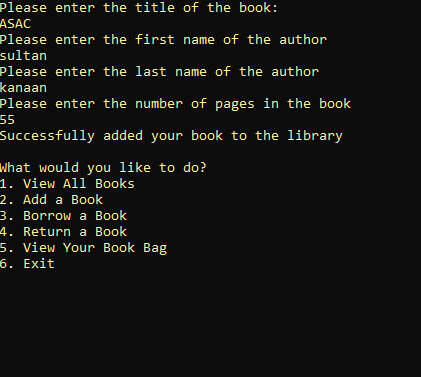 Please enter the title of the book:
ASAC
Please enter the first name of the author
sultan
Please enter the last name of the author
kanaan
Please enter the number of pages in the book
55
Successfully added your book to the library
What would you like to do?
1. View All Books
2. Add a Book
3. Borrow a Book
4. Return a Book
5. View Your Book Bag
6. Exit